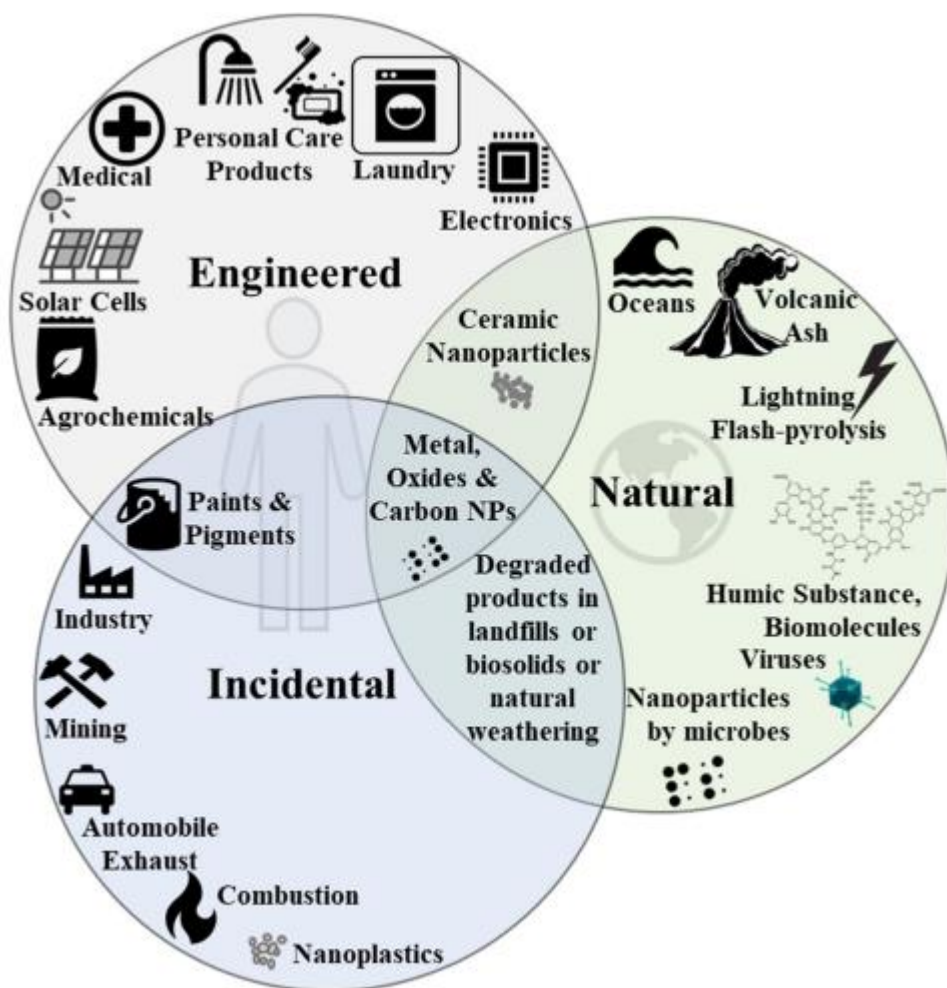 Personal Care
Products
Medical
Laundry
Electronics
Engineered
Solar Cells
Agrochemicals
Ceramic
Nanoparticles
Oceans
Volcanic
Ash
Lightning
Flash-pyrolysis
Metal,
Oxides &
Carbon NPs
Natural
Paints &
Pigments
Industry
Incidental
Mining
Automobile
Exhaust
Combustion
Nanoplastics
Degraded
products in
landfills or
biosolids or
natural
weathering
Humic Substance,
Biomolecules
Viruses
Nanoparticles
by microbes